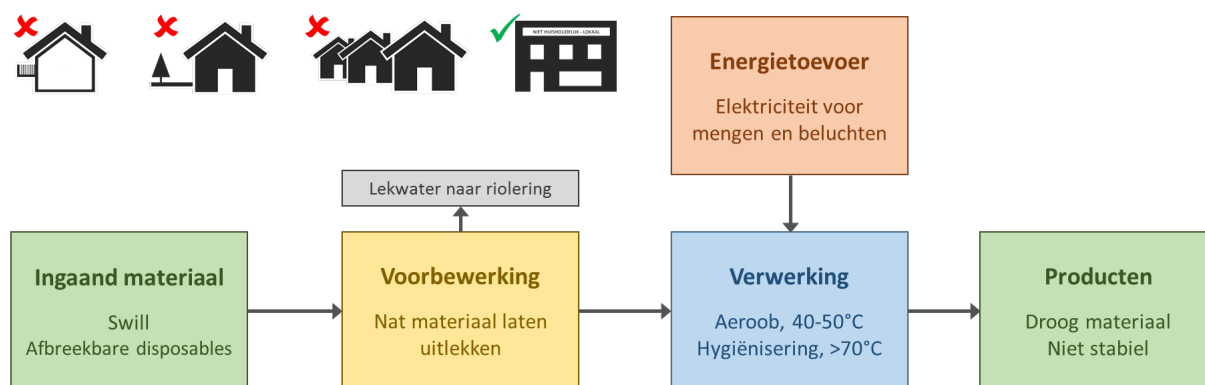 NIET HUISHOUDELIJK - LOKAAL
Energietoevoer
Elektriciteit voor
mengen en beluchten
Lekwater naar riolering
Ingaand materiaal
Swill
Afbreekbare disposables
Voorbewerking
Nat materiaal laten
uitlekken
Verwerking
Aeroob, 40-50°C
Hygiënisering, >70°C
Producten
Droog materiaal
Niet stabiel